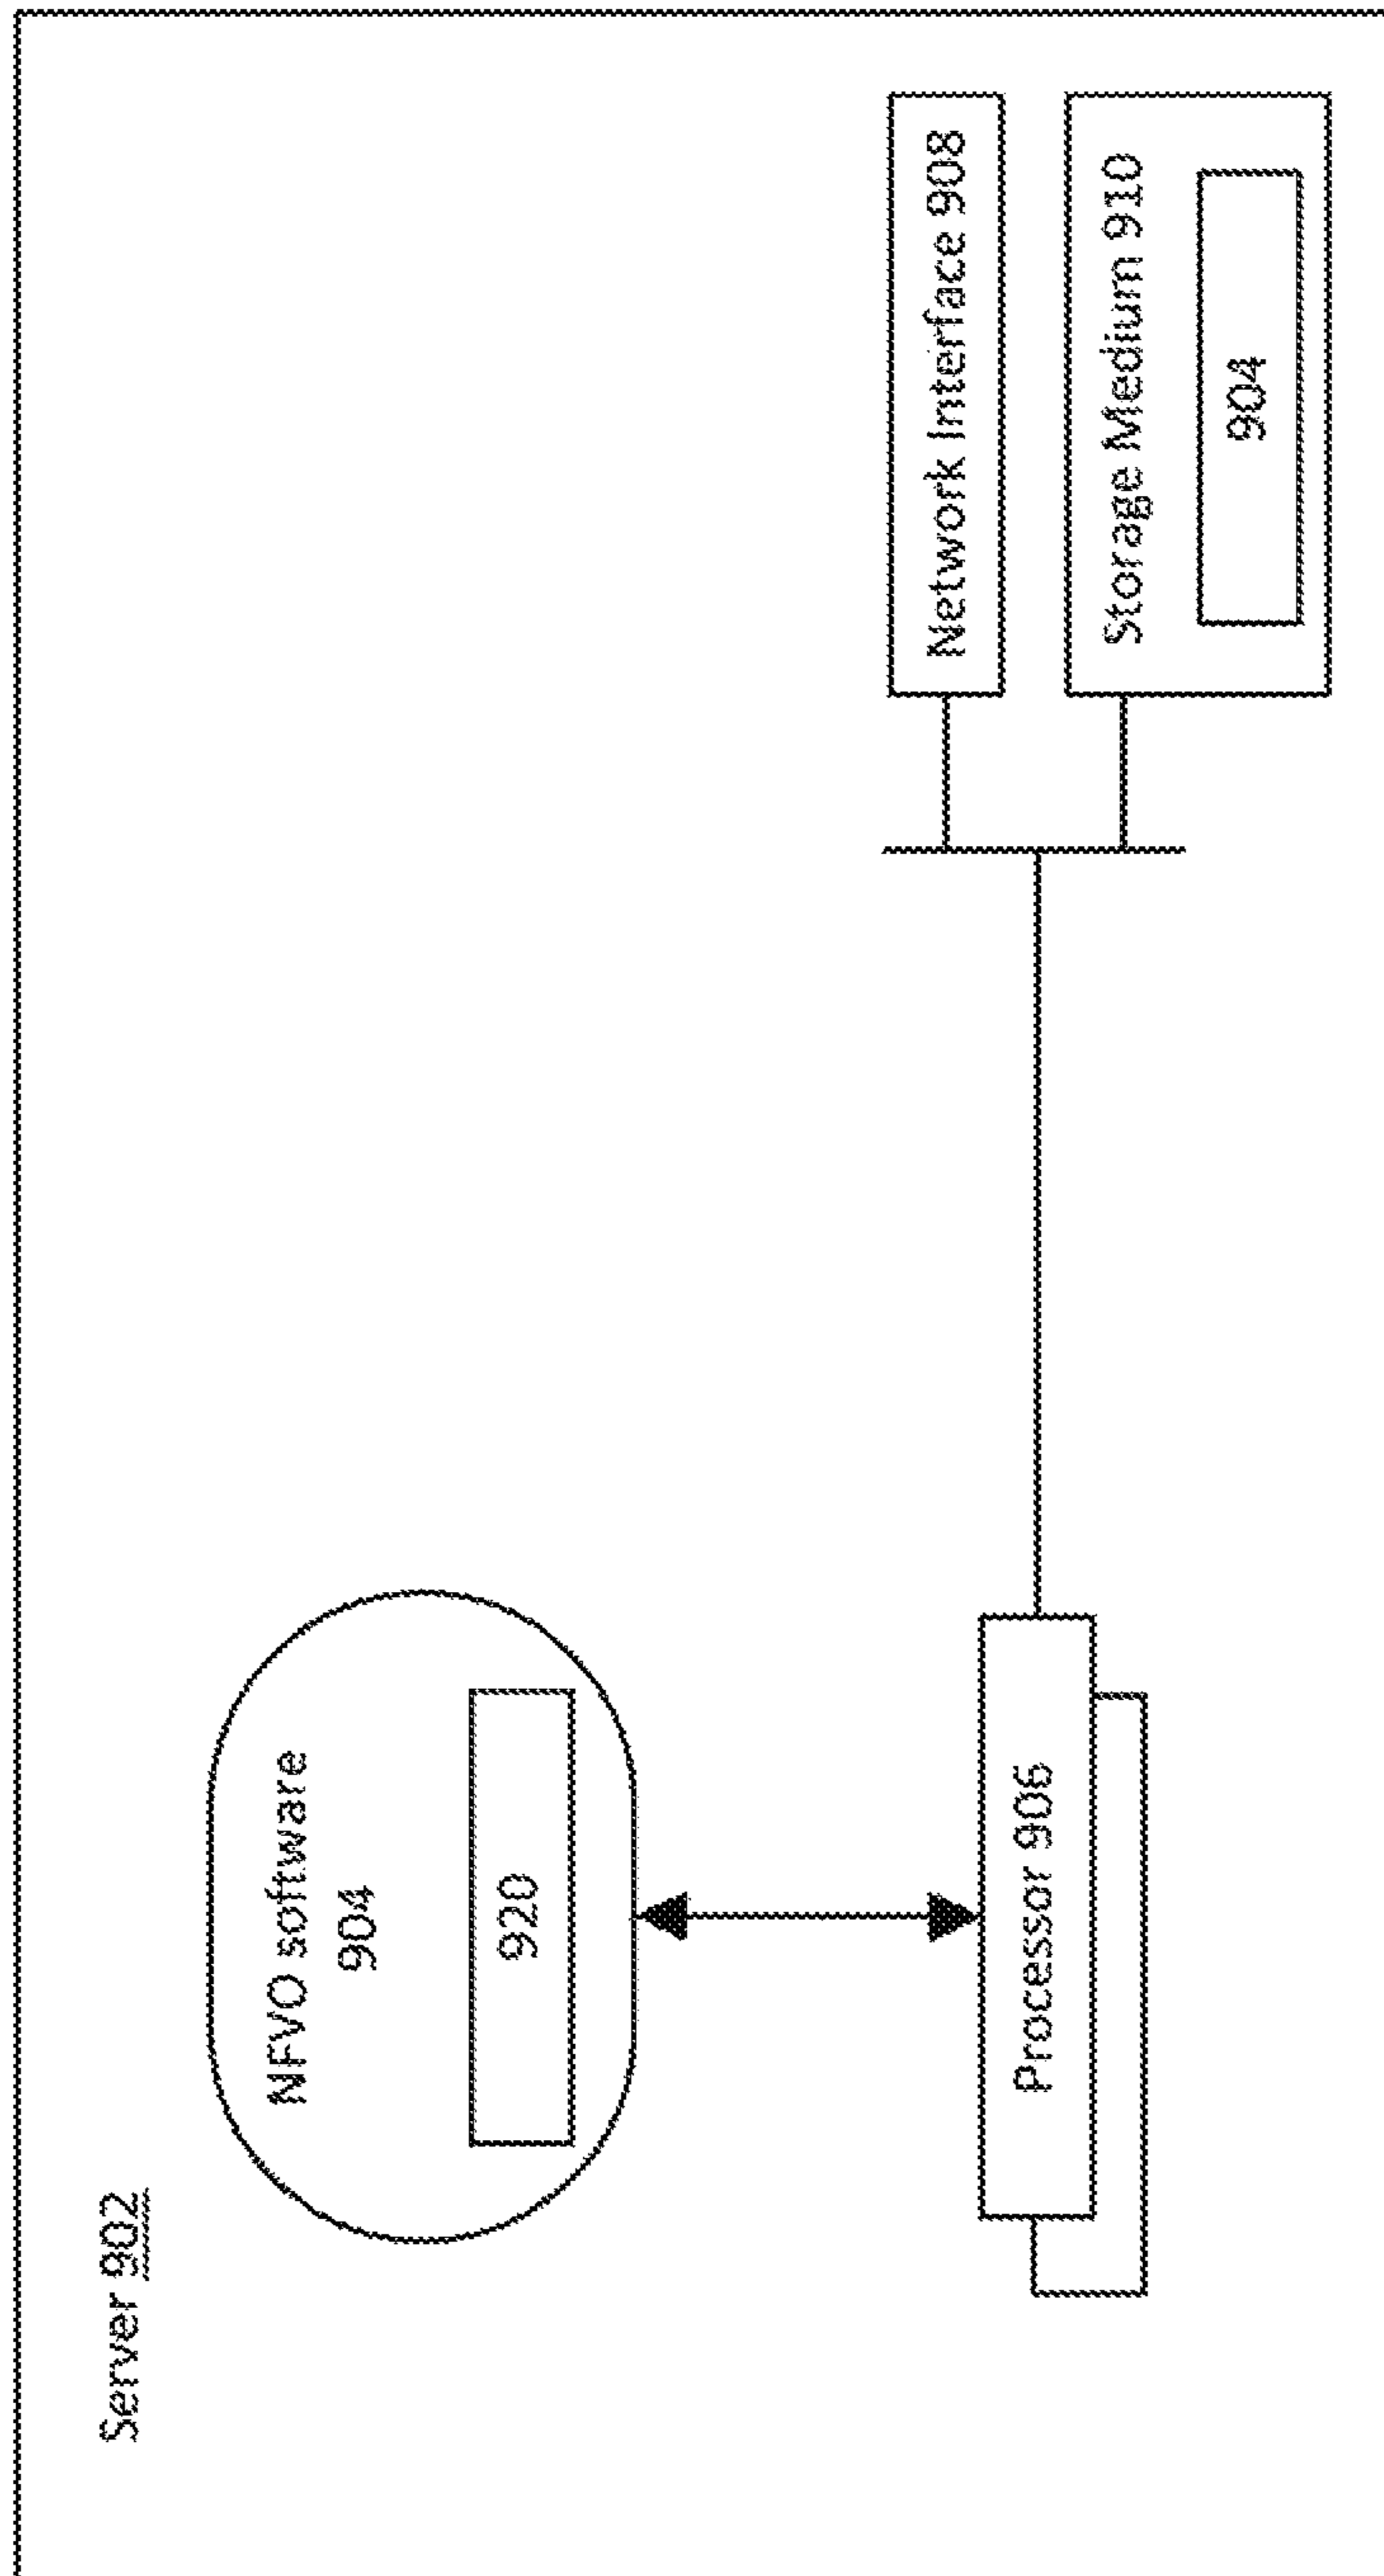 Server 902
NFVO software
904
920
Processor 906
Network Interface 908
Storage Medium 910
904